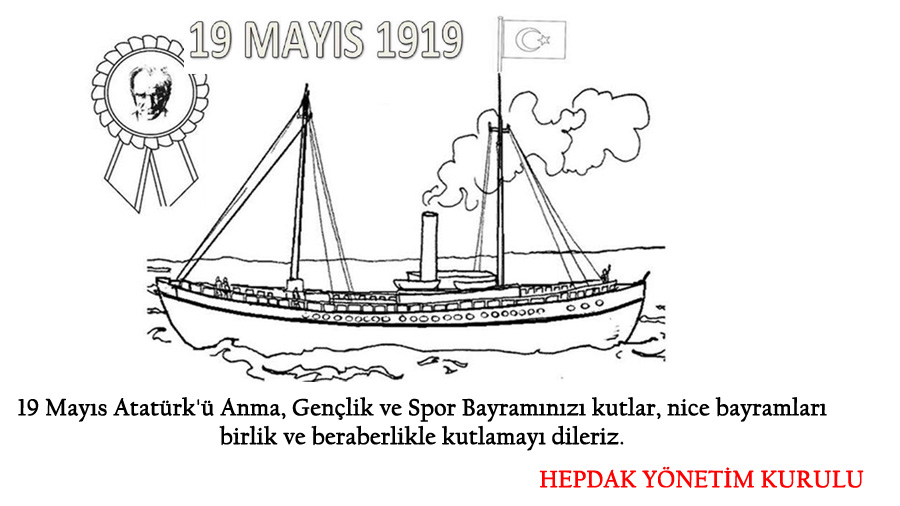 19 MAYIS 1919
19 Mayıs Atatürk'ü Anma, Gençlik ve Spor Bayramınızı kutlar, nice bayramları
birlik ve beraberlikle kutlamayı dileriz.
HEPDAK YÖNETİM KURULU